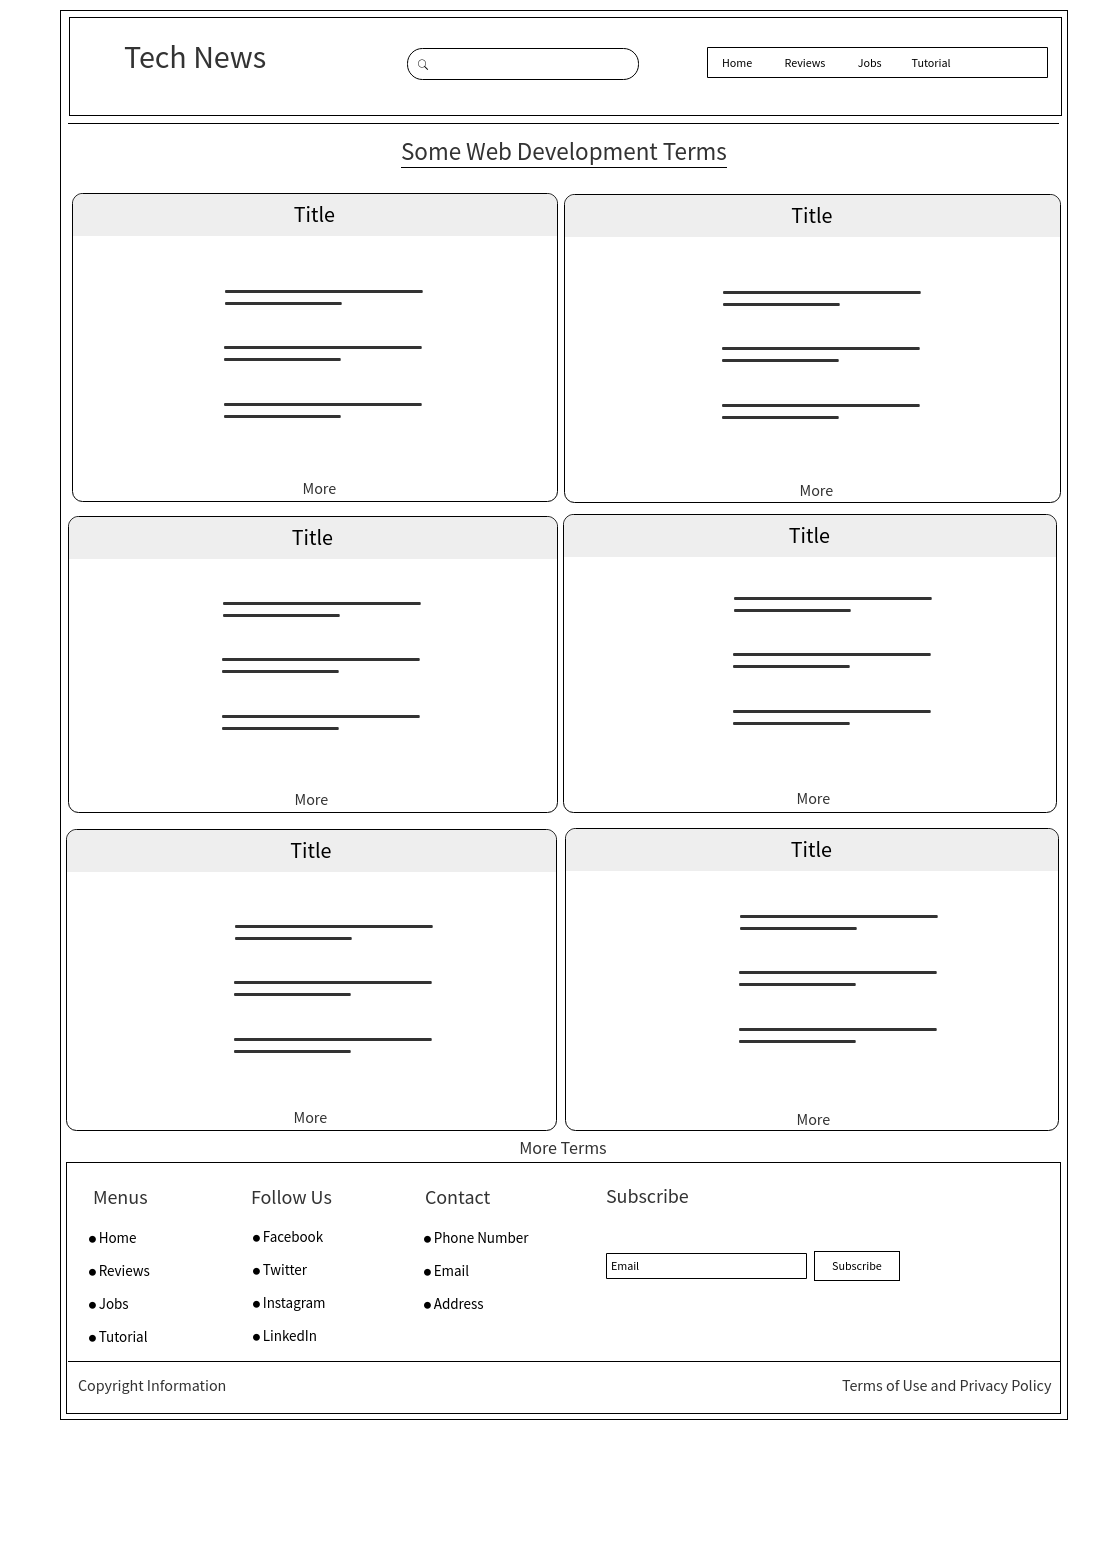 Tech News
Home Reviews Jobs Tutorial
Some Web Development Terms
Title Title
More More
Title Title
More More
Title Title
More More
More Terms
Menus Follow Us Contact Subscribe
Home Facebook Phone Number
Reviews Twitter Email Email Subscribe
Jobs Instagram Address
Tutorial LinkedIn
Copyright Information Terms of Use and Privacy Policy